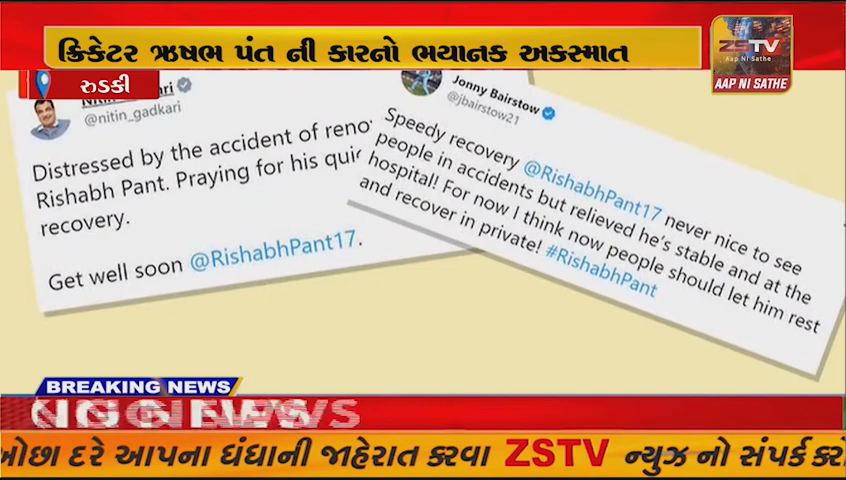 ક્રિકેટર ઋષભ પંત ની કારનો ભયાનક અકસ્માત
ZSTV
Aap Ni Sathe
AAP NI SATHE
રુડકી
@nitin_gadkari
Distressed by the accident of
Rishabh Pant. Praying for his
recovery.
Get well soon @RishabhPant17.
Jonny Bairstow
@jbairstow21
Speedy recovery @RishabhPant17 never nice to see
people in accidents but relieved he's stable and at the
hospital! For now I think now people should let him rest
and recover in private! #RishabhPant
BREAKING NEWS
NEWS
ઓછા દરે આપના ધંધાની જાહેરાત કરવા ZSTV ન્યુઝ નો સંપર્ક કરો